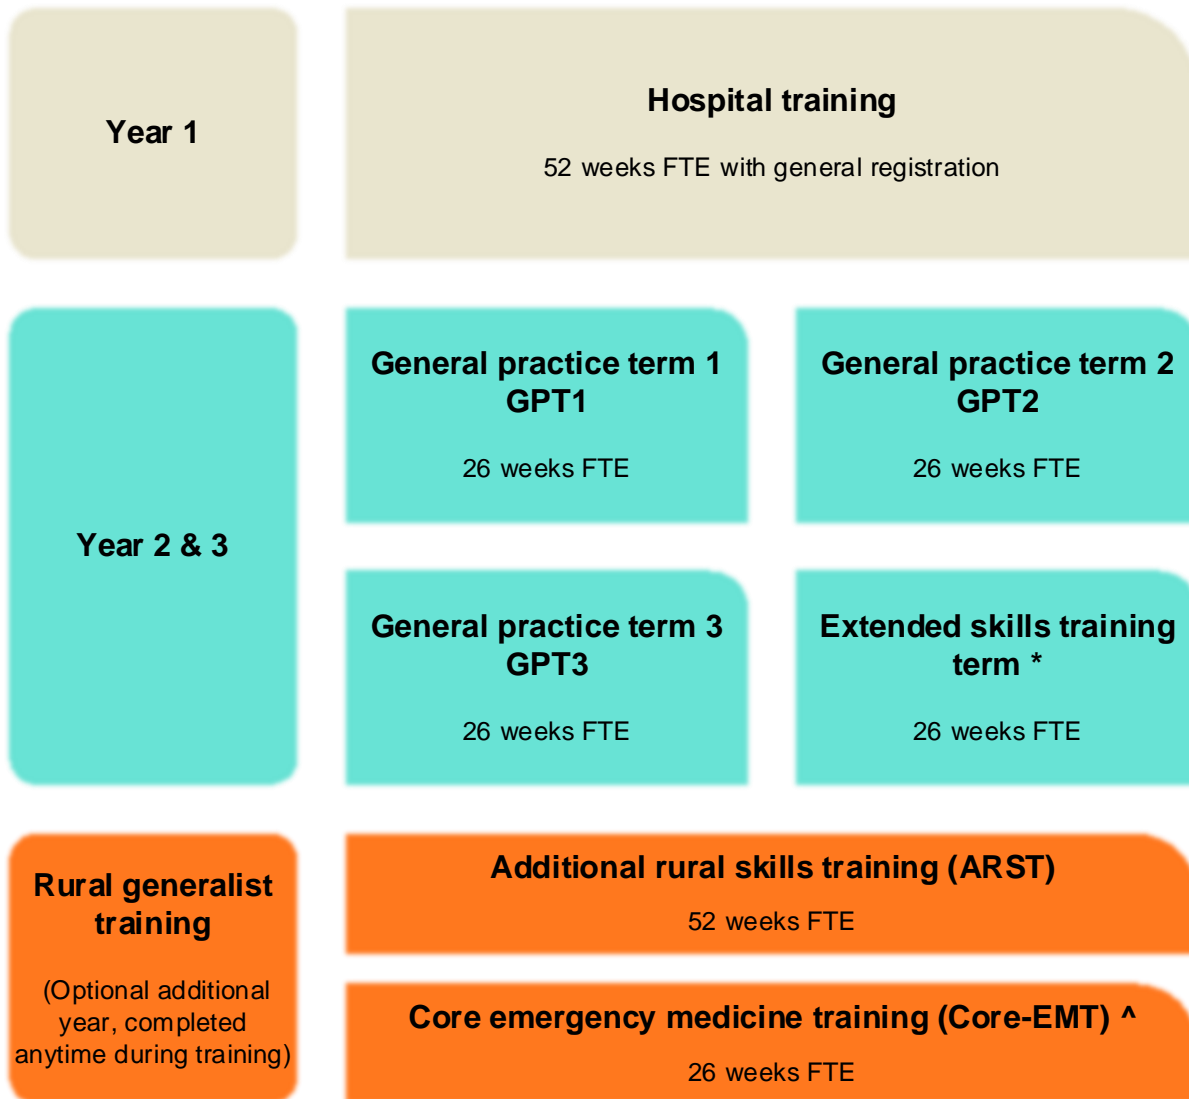 Year 1
Hospital training
52 weeks FTE with general registration
Year 2 & 3
General practice term 1
GPT1
26 weeks FTE
General practice term 2
GPT2
26 weeks FTE
General practice term 3
GPT3
26 weeks FTE
Extended skills training
term *
26 weeks FTE
Rural generalist
training
(Optional additional
year, completed
anytime during training)
Additional rural skills training (ARST)
52 weeks FTE
Core emergency medicine training (Core-EMT) ^
26 weeks FTE